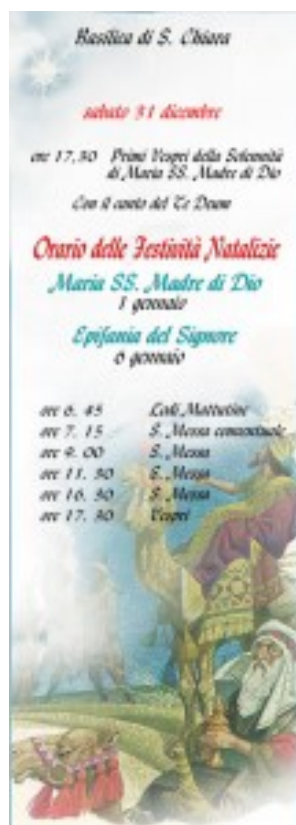 Basilica di S. Chiara
sabato 31 dicembre
ore 17,30 Primi Vespri della Solennità
di Maria SS. Madre di Dio
Con il canto del Te Deum
Orario delle Festività Natalizie
Maria SS. Madre di Dio
1 gennaio
Epifania del Signore
6 gennaio
ore 6. 45 Lodi Mattutine
ore 7. 15 S. Messa conventuale
ore 9. 00 S. Messa
ore 11. 30 S. Messa
ore 16. 30 S. Messa
ore 17. 30 Vespri